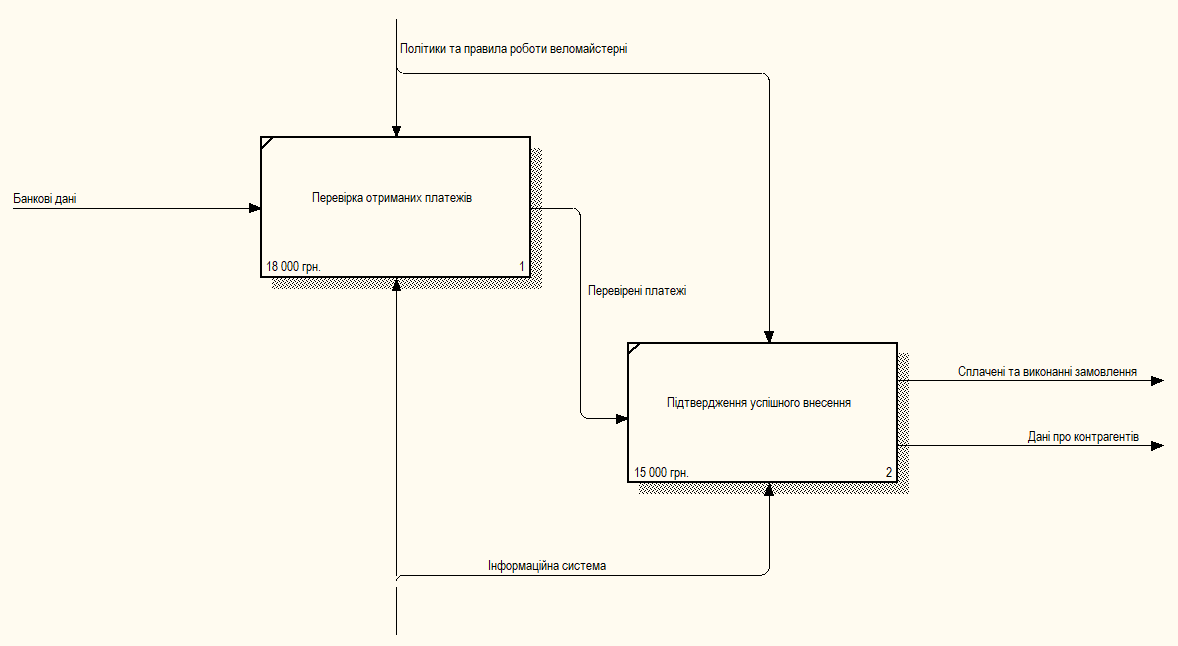 Політики та правила роботи веломайстерні
Банкові дані
Перевірка отриманих платежів
18 000 грн.
1
Перевірені платежі
Сплачені та виконанні замовлення
Підтвердження успішного внесення
Дані про контрагентів
15 000 грн.
2
Інформаційна система